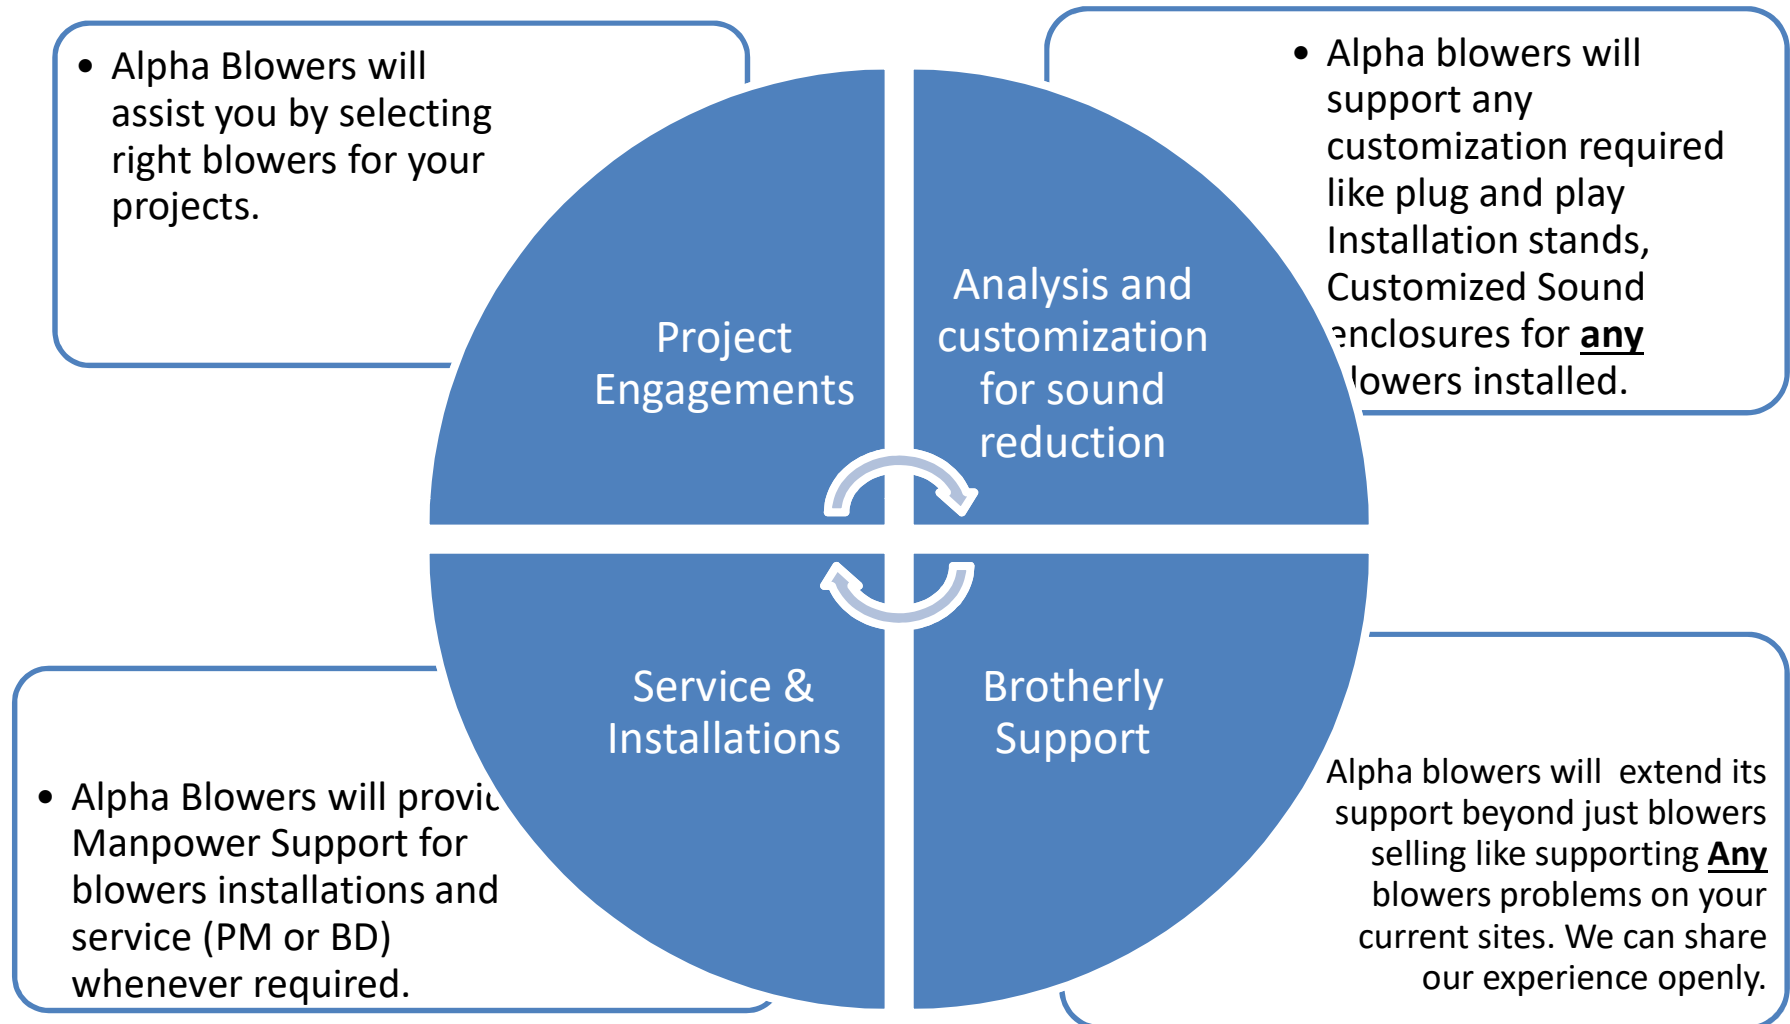 • Alpha Blowers will
assist you by selecting
right blowers for your
projects.
• Alpha blowers will
support any
customization required
like plug and play
Installation stands,
Customized Sound
enclosures for any
lowers installed.
Project
Engagements
Analysis and
customization
for sound
reduction
Service &
Installations
Brotherly
Support
• Alpha Blowers will provid
Manpower Support for
blowers installations and
service (PM or BD)
whenever required.
Alpha blowers will extend its
support beyond just blowers
selling like supporting Any
blowers problems on your
current sites. We can share
our experience openly.